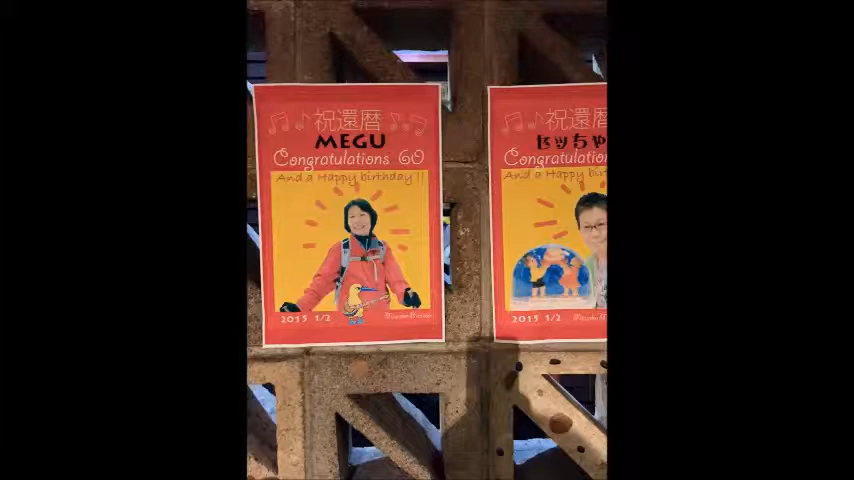 祝還暦
MEGU
Congratulations 60
And a Happy birthday!!
2015 1/2
祝還暦
セッちゃ
Congratulation
And a Happy birt
2015 1/2